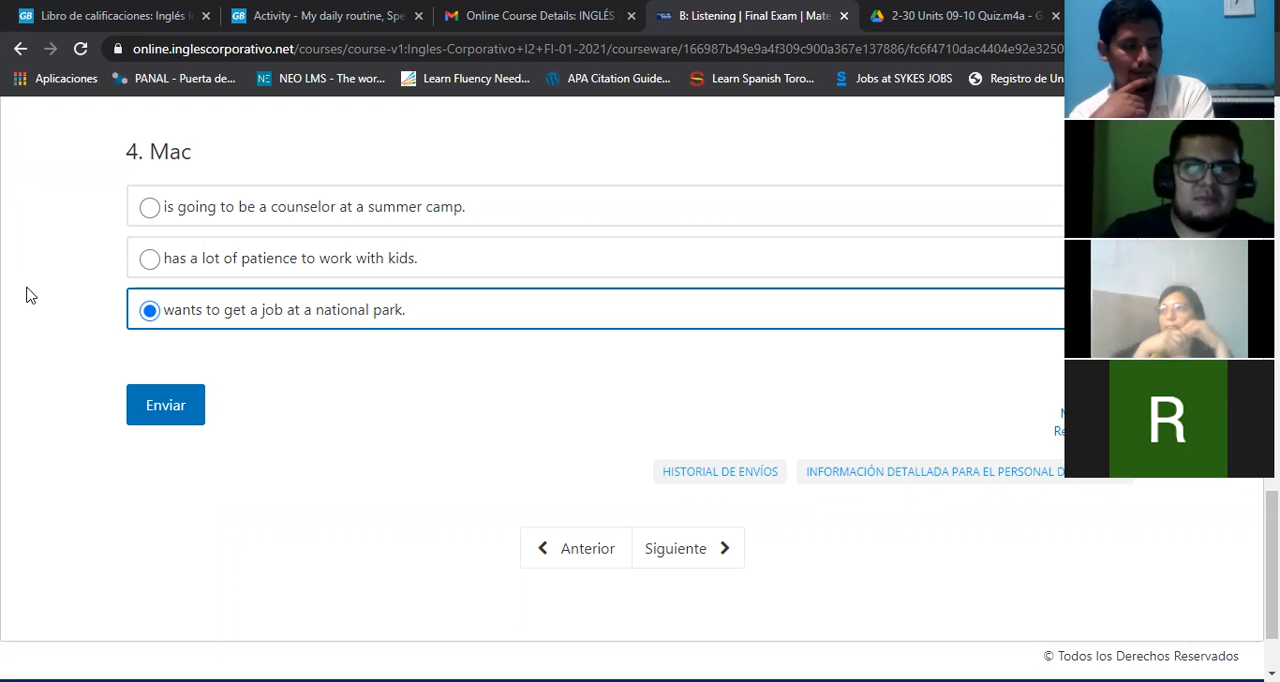 Libro de calificaciones: Inglés I
Activity - My daily routine, Spe
Online Course Details: INGLÉS
B: Listening | Final Exam | Mate
2-30 Units 09-10 Quiz.m4a - G
online.inglescorporativo.net/courses/course-v1:Ingles-Corporativo+I2+FI-01-2021/courseware/166987b49e9a4f309c900a367e137886/fc6f4710dac4404e92e3250
Aplicaciones
PANAL - Puerta de...
NEO LMS - The wor...
Learn Fluency Need...
APA Citation Guide...
Learn Spanish Toro...
Jobs at SYKES JOBS
Registro de Un
4. Mac
is going to be a counselor at a summer camp.
has a lot of patience to work with kids.
wants to get a job at a national park.
Enviar
Re
HISTORIAL DE ENVÍOS
INFORMACIÓN DETALLADA PARA EL PERSONAL D
Anterior
Siguiente
© Todos los Derechos Reservados
R